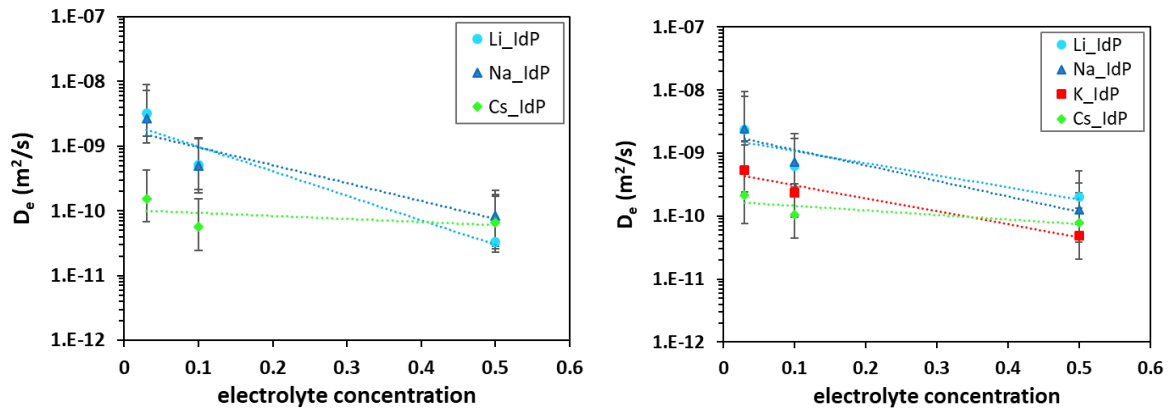 1.E-07
1.E-08
1.E-09
1.E-10
1.E-11
1.E-12
Dₑ (m²/s)
0
0.1
0.2
0.3
0.4
0.5
0.6
electrolyte concentration
Li_IdP
Na_IdP
Cs_IdP
1.E-07
1.E-08
1.E-09
1.E-10
1.E-11
1.E-12
Dₑ (m²/s)
0
0.1
0.2
0.3
0.4
0.5
0.6
electrolyte concentration
Li_IdP
Na_IdP
K_IdP
Cs_IdP